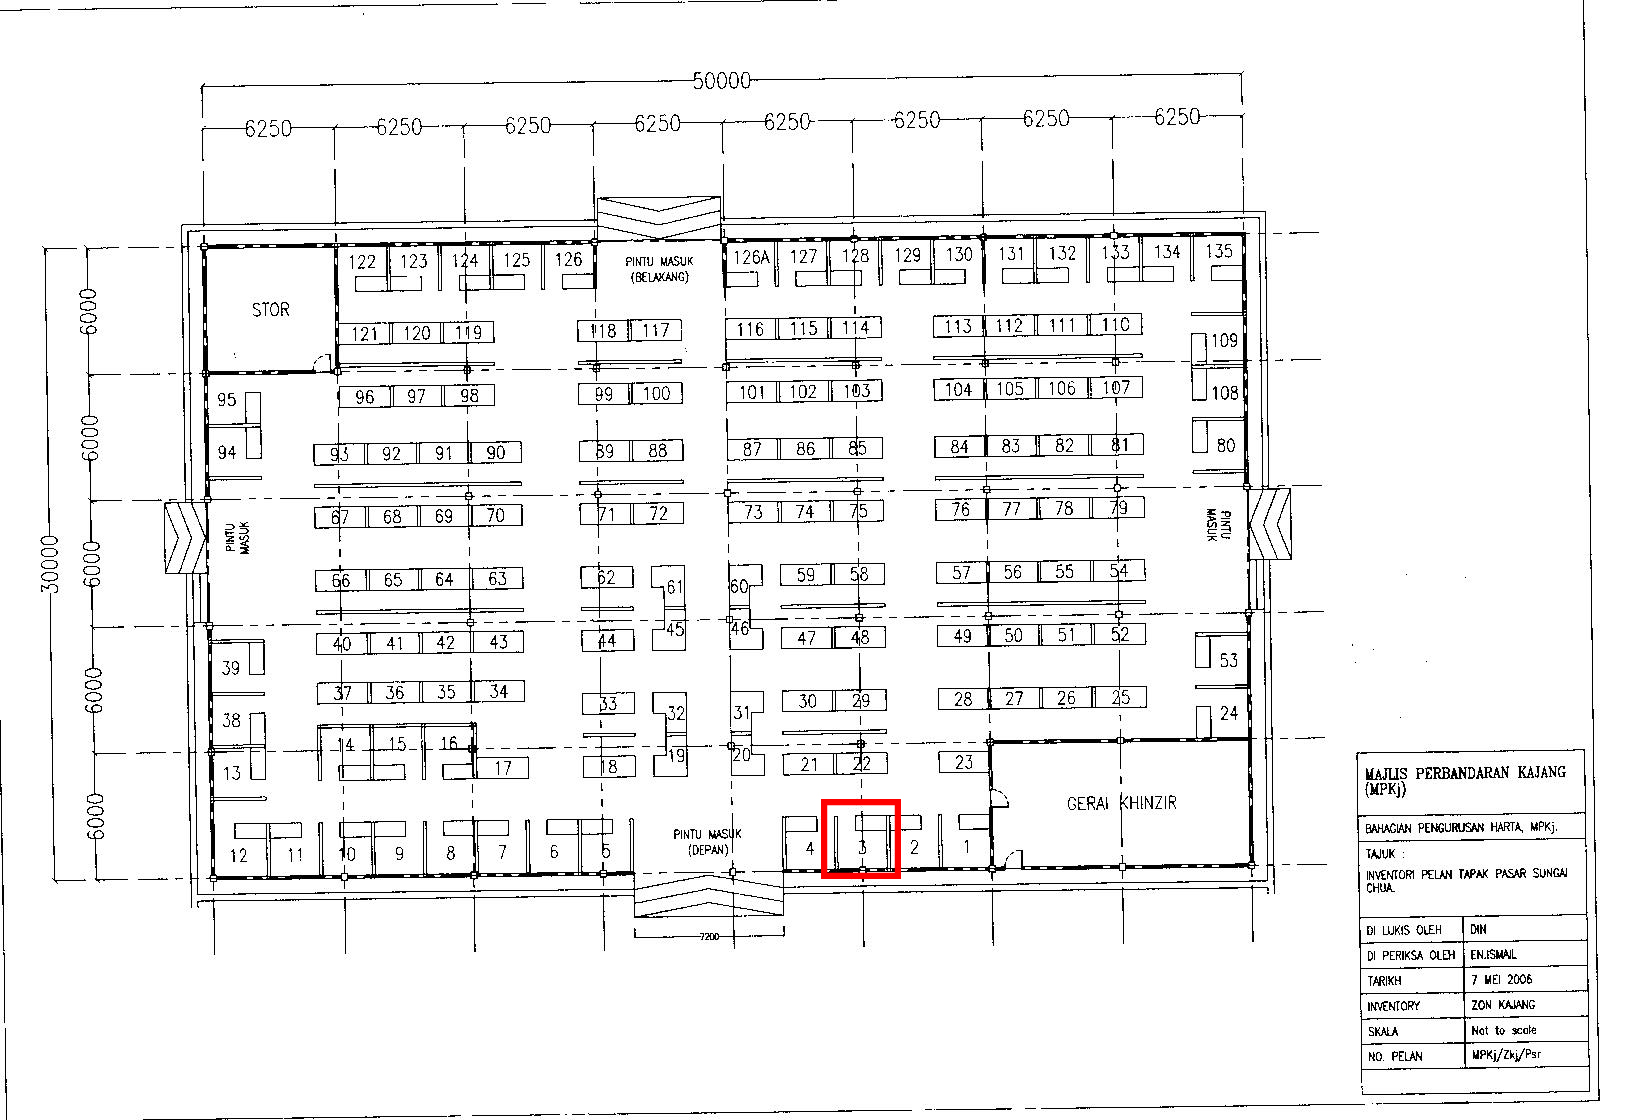 50000
6250 6250 6250 6250 6250 6250 6250 6250
122 123 124 125 126
PINTU MASUK
(BELAKANG)
126A 127 128 129 130 131 132 133 134 135
STOR
6000
121 120 119 118 117 116 115 114 113 112 111 110
109
96 97 98 99 100 101 102 103 104 105 106 107
108
95
6000
94
93 92 91 90 89 88 87 86 85 84 83 82 81
80
67 68 69 70 71 72 73 74 75 76 77 78 79
PINTU
MASUK
PINTU
MASUK
30000
6000
66 65 64 63 62 61 60 59 58 57 56 55 54
40 41 42 43 44 45 46 47 48 49 50 51 52
39
53
6000
37 36 35 34 33 32 31 30 29 28 27 26 25
38
24
14 15 16
13
17 18 19 20 21 22 23
6000
12 11 10 9 8 7 6 5
PINTU MASUK
(DEPAN)
4 3 2 1
GERAI KHINZIR
7200
MAJLIS PERBANDARAN KAJANG
(MPKj)
BAHAGIAN PENGURUSAN HARTA, MPKj.
TAJUK :
INVENTORI PELAN TAPAK PASAR SUNGAI
CHUA.
DI LUKIS OLEH DIN
DI PERIKSA OLEH EN.ISMAIL
TARIKH 7 MEI 2006
INVENTORY ZON KAJANG
SKALA Not to scale
NO. PELAN MPKj/Zkj/Psr